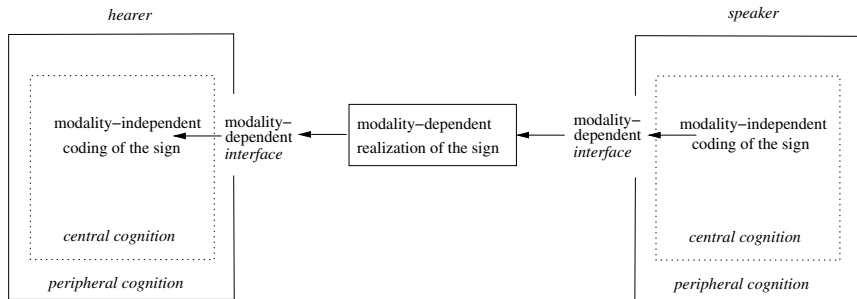 hearer
speaker
modality−independent
coding of the sign
modality−
dependent
interface
modality−dependent
realization of the sign
modality−
dependent
interface
modality−independent
coding of the sign
central cognition
peripheral cognition
central cognition
peripheral cognition